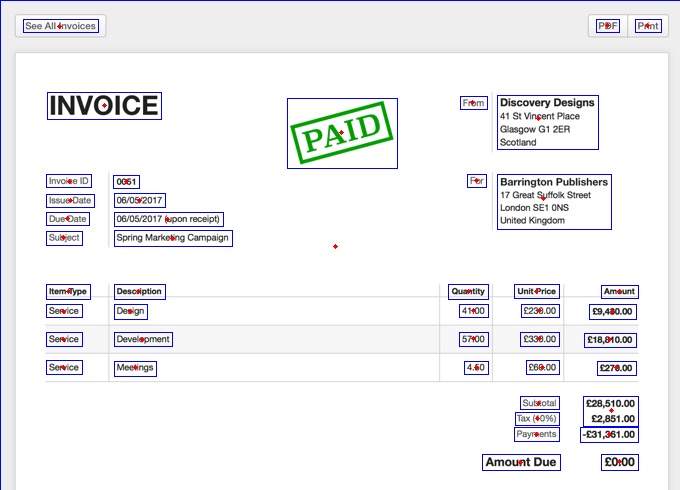 See All Invoices
PDF Print
INVOICE
PAID
From
Discovery Designs
41 St Vincent Place
Glasgow G1 2ER
Scotland
Invoice ID 0051
Issue Date 06/05/2017
Due Date 06/05/2017 (upon receipt)
Subject Spring Marketing Campaign
For
Barrington Publishers
17 Great Suffolk Street
London SE1 0NS
United Kingdom
Item Type Description Quantity Unit Price Amount
Service Design 41.00 £230.00 £9,430.00
Service Development 57.00 £330.00 £18,810.00
Service Meetings 4.50 £60.00 £270.00
Subtotal £28,510.00
Tax (10%) £2,851.00
Payments -£31,361.00
Amount Due £0.00